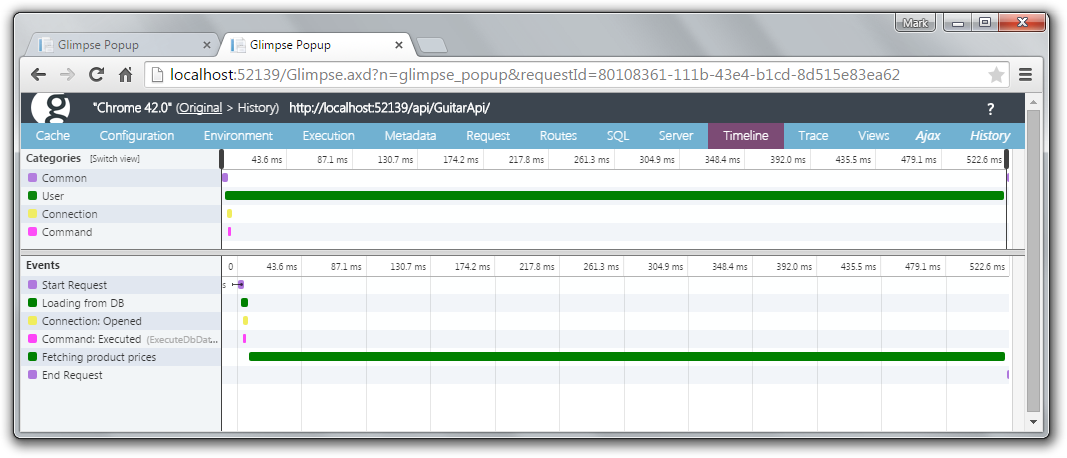 Mark
Glimpse Popup Glimpse Popup
localhost:52139/Glimpse.axd?n=glimpse_popup&requestId=80108361-111b-43e4-b1cd-8d515e83ea62
g "Chrome 42.0" (Original > History) http://localhost:52139/api/GuitarApi/ ?
Cache Configuration Environment Execution Metadata Request Routes SQL Server Timeline Trace Views Ajax History
Categories [Switch view] 43.6 ms 87.1 ms 130.7 ms 174.2 ms 217.8 ms 261.3 ms 304.9 ms 348.4 ms 392.0 ms 435.5 ms 479.1 ms 522.6 ms
Common
User
Connection
Command
Events 0 43.6 ms 87.1 ms 130.7 ms 174.2 ms 217.8 ms 261.3 ms 304.9 ms 348.4 ms 392.0 ms 435.5 ms 479.1 ms 522.6 ms
Start Request s
Loading from DB
Connection: Opened
Command: Executed (ExecuteDbDat...
Fetching product prices
End Request